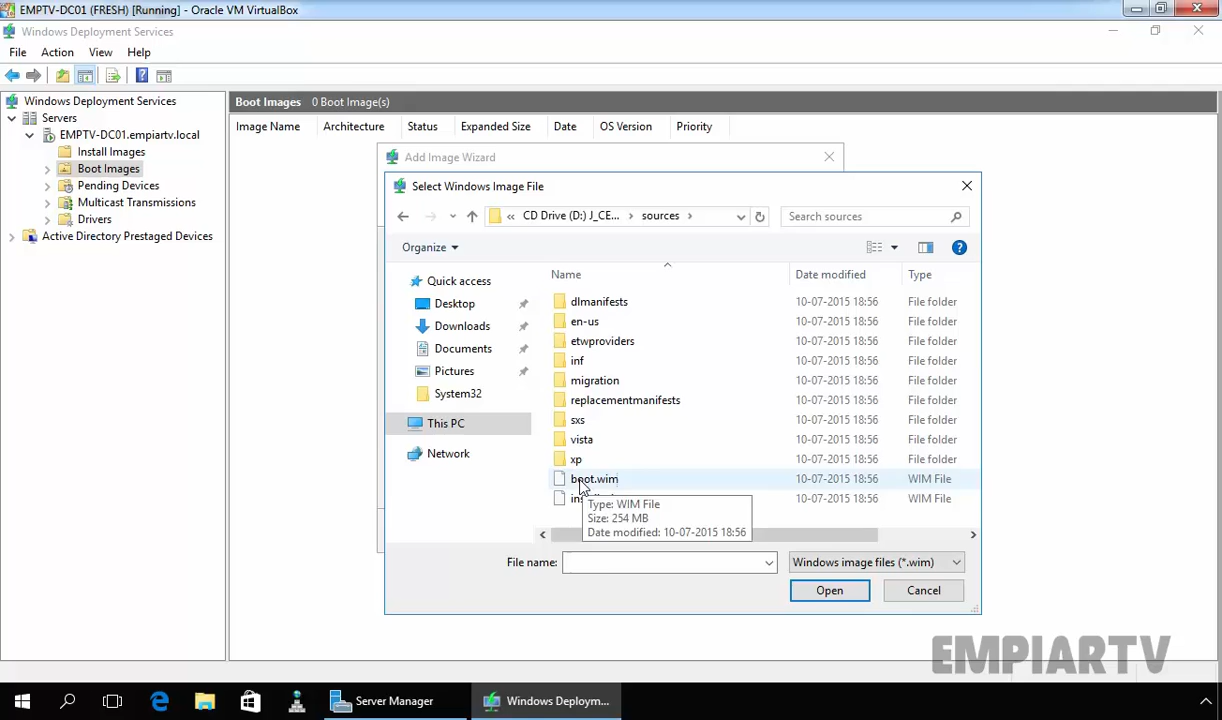 EMPTV-DC01 (FRESH) [Running] - Oracle VM VirtualBox
Windows Deployment Services
File Action View Help
Windows Deployment Services
Servers
EMPTV-DC01.empiartv.local
Install Images
Boot Images
Pending Devices
Multicast Transmissions
Drivers
Active Directory Prestaged Devices
Boot Images 0 Boot Image(s)
Image Name Architecture Status Expanded Size Date OS Version Priority
Add Image Wizard
Select Windows Image File
« CD Drive (D:) J_CE... › sources ›
Search sources
Organize
Quick access
Desktop
Downloads
Documents
Pictures
System32
This PC
Network
Name Date modified Type
dlmanifests 10-07-2015 18:56 File folder
en-us 10-07-2015 18:56 File folder
etwproviders 10-07-2015 18:56 File folder
inf 10-07-2015 18:56 File folder
migration 10-07-2015 18:56 File folder
replacementmanifests 10-07-2015 18:56 File folder
sxs 10-07-2015 18:56 File folder
vista 10-07-2015 18:56 File folder
xp 10-07-2015 18:56 File folder
boot.wim 10-07-2015 18:56 WIM File
10-07-2015 18:56 WIM File
Type: WIM File
Size: 254 MB
Date modified: 10-07-2015 18:56
File name:
Windows image files (*.wim)
Open Cancel
EMPIARTV
Server Manager
Windows Deploym...